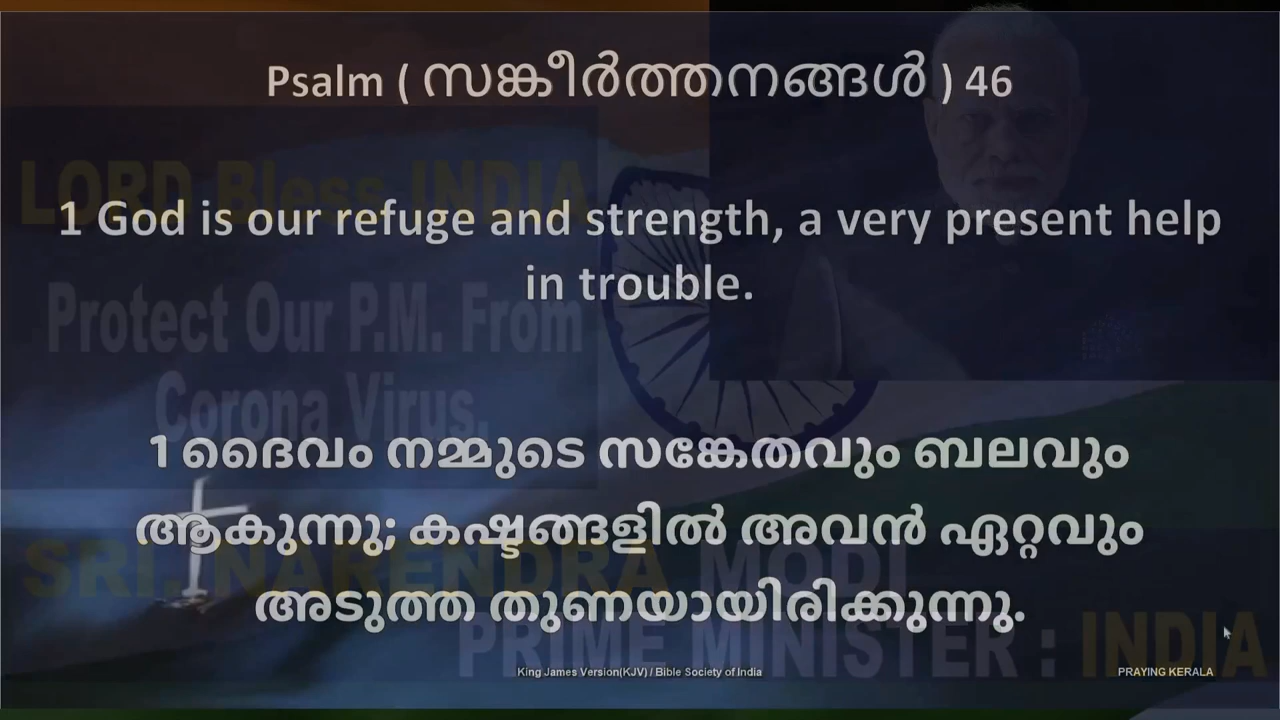 Psalm ( സങ്കീർത്തനങ്ങൾ ) 46
LORD Bless INDIA
1 God is our refuge and strength, a very present help
in trouble.
Protect Our P.M. From
Corona Virus.
1 ദൈവം നമ്മുടെ സങ്കേതവും ബലവും
ആകുന്നു; കഷ്ടങ്ങളിൽ അവൻ ഏറ്റവും
SRI. NARENDRA MODI
അടുത്ത തുണയായിരിക്കുന്നു.
PRIME MINISTER : INDIA
King James Version(KJV) / Bible Society of India
PRAYING KERALA